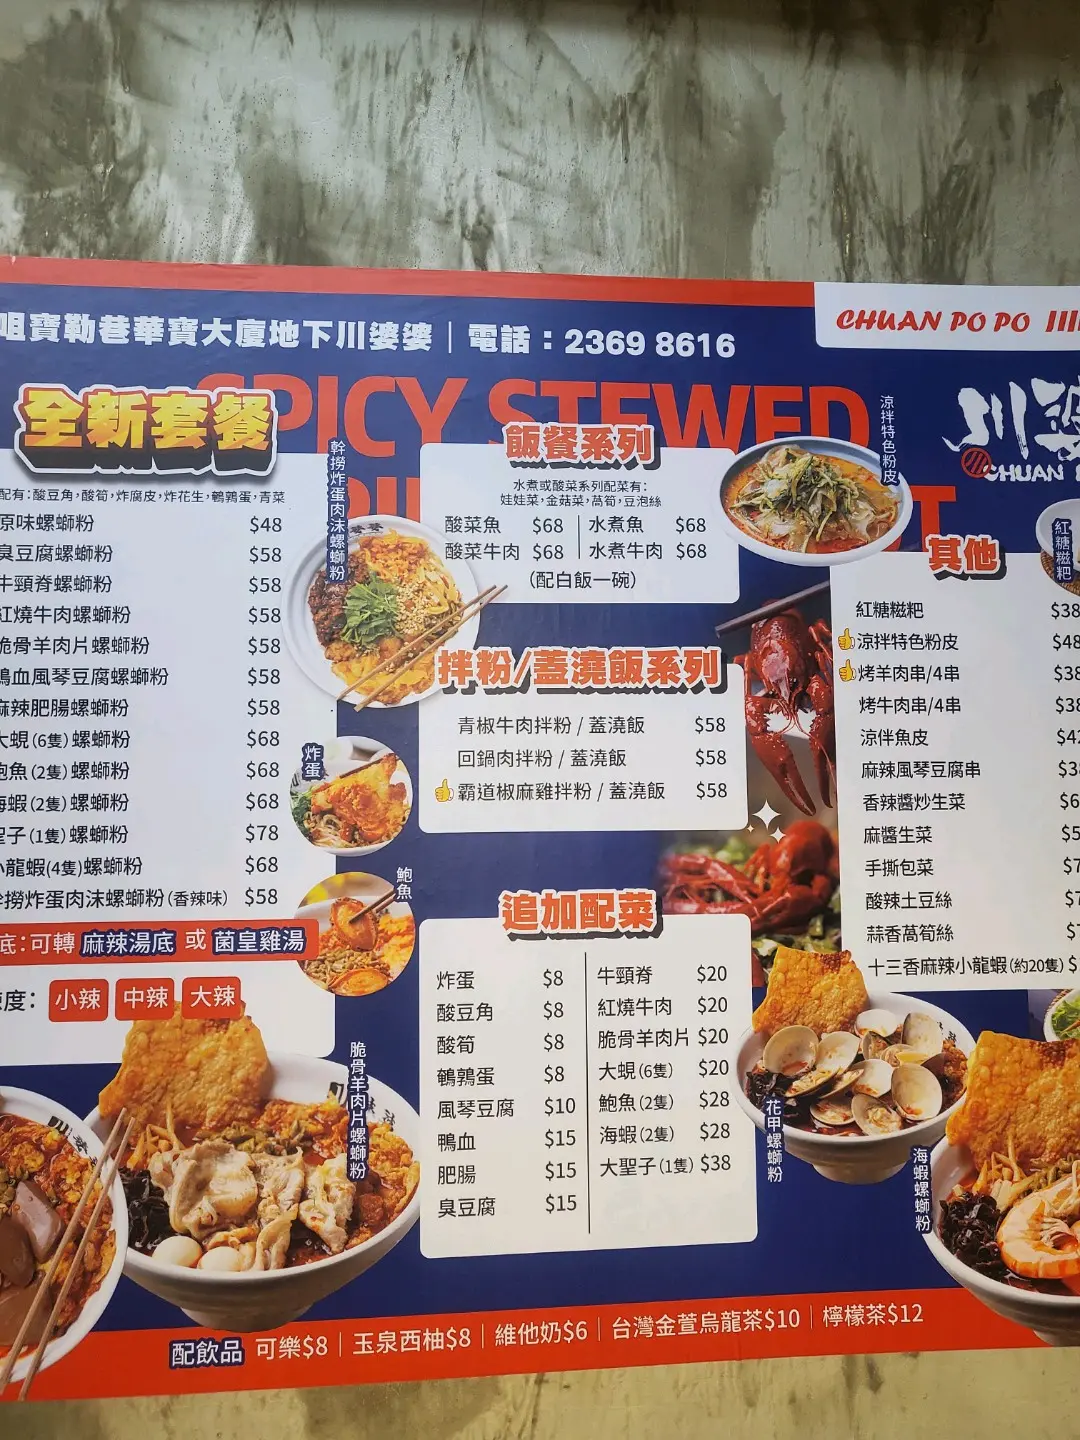 咀寶勒巷華寶大廈地下川婆婆｜電話：2369 8616
CHUAN PO PO
SPICY STEWED
川婆
CHUAN
全新套餐
配有:酸豆角,酸筍,炸腐皮,炸花生,鵪鶉蛋,青菜
原味螺螄粉 $48
臭豆腐螺螄粉 $58
牛頸脊螺螄粉 $58
紅燒牛肉螺螄粉 $58
脆骨羊肉片螺螄粉 $58
鴨血風琴豆腐螺螄粉 $58
麻辣肥腸螺螄粉 $58
大蜆(6隻)螺螄粉 $68
鮑魚(2隻)螺螄粉 $68
海蝦(2隻)螺螄粉 $68
聖子(1隻)螺螄粉 $78
小龍蝦(4隻)螺螄粉 $68
幹撈炸蛋肉沫螺螄粉(香辣味) $58
底:可轉 麻辣湯底 或 菌皇雞湯
度： 小辣 中辣 大辣
幹撈炸蛋肉沫螺螄粉
炸蛋
鮑魚
脆骨羊肉片螺螄粉
飯餐系列
水煮或酸菜系列配菜有：
娃娃菜,金菇菜,萵筍,豆泡絲
酸菜魚 $68 | 水煮魚 $68
酸菜牛肉 $68 | 水煮牛肉 $68
(配白飯一碗)
拌粉/蓋澆飯系列
青椒牛肉拌粉 / 蓋澆飯 $58
回鍋肉拌粉 / 蓋澆飯 $58
霸道椒麻雞拌粉 / 蓋澆飯 $58
追加配菜
炸蛋 $8
酸豆角 $8
酸筍 $8
鵪鶉蛋 $8
風琴豆腐 $10
鴨血 $15
肥腸 $15
臭豆腐 $15
牛頸脊 $20
紅燒牛肉 $20
脆骨羊肉片 $20
大蜆(6隻) $20
鮑魚(2隻) $28
海蝦(2隻) $28
大聖子(1隻) $38
涼拌特色粉皮
紅糖糍粑
其他
紅糖糍粑 $38
涼拌特色粉皮 $48
烤羊肉串/4串 $38
烤牛肉串/4串 $38
涼伴魚皮 $42
麻辣風琴豆腐串 $3
香辣醬炒生菜 $6
麻醬生菜 $5
手撕包菜 $7
酸辣土豆絲 $7
蒜香萵筍絲
十三香麻辣小龍蝦(約20隻) $
花甲螺螄粉
海蝦螺螄粉
配飲品 可樂$8｜玉泉西柚$8｜維他奶$6｜台灣金萱烏龍茶$10｜檸檬茶$12